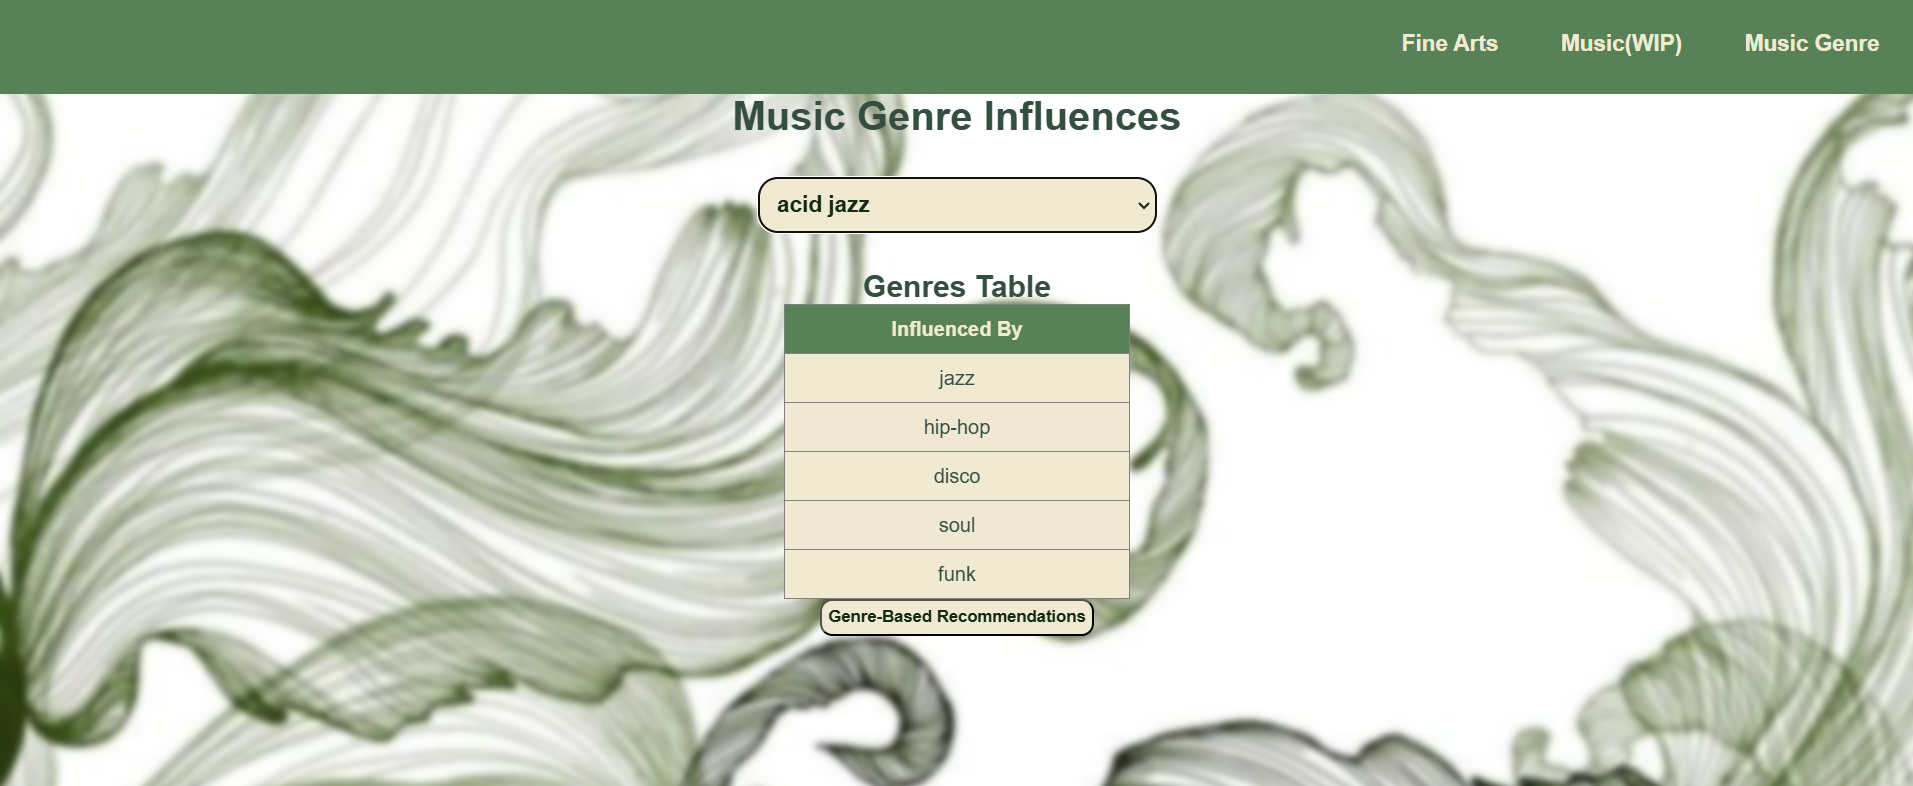 Fine Arts Music(WIP) Music Genre
Music Genre Influences
acid jazz
Genres Table
Influenced By
jazz
hip-hop
disco
soul
funk
Genre-Based Recommendations